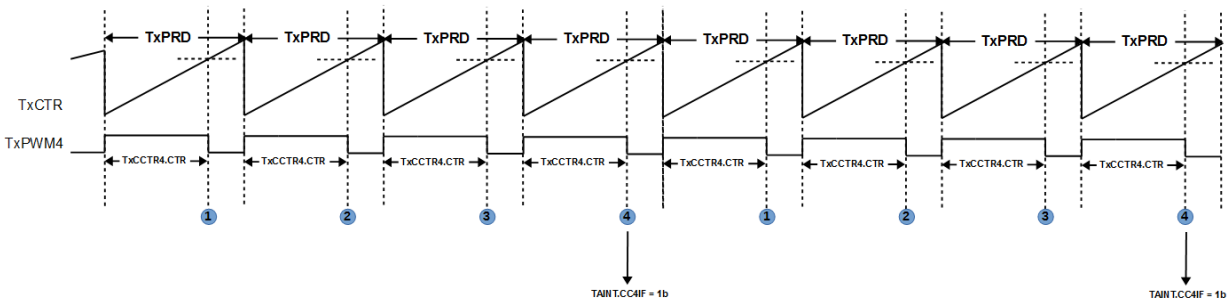 TxPRD TxPRD TxPRD TxPRD TxPRD TxPRD TxPRD TxPRD
TxCTR
TxPWM4
TxCCTR4.CTR TxCCTR4.CTR TxCCTR4.CTR TxCCTR4.CTR TxCCTR4.CTR TxCCTR4.CTR TxCCTR4.CTR TxCCTR4.CTR
1 2 3 4 1 2 3 4
TAINT.CC4IF = 1b TAINT.CC4IF = 1b